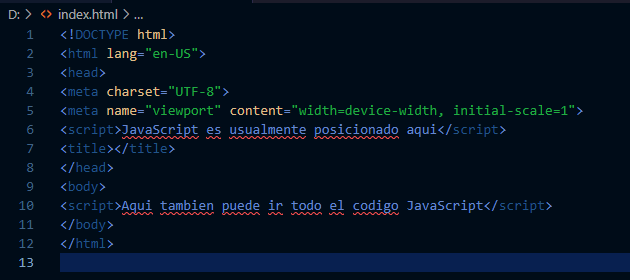 D: > <> index.html > ...
1 <!DOCTYPE html>
2 <html lang="en-US">
3 <head>
4 <meta charset="UTF-8">
5 <meta name="viewport" content="width=device-width, initial-scale=1">
6 <script>JavaScript es usualmente posicionado aqui</script>
7 <title></title>
8 </head>
9 <body>
10 <script>Aqui tambien puede ir todo el codigo JavaScript</script>
11 </body>
12 </html>
13